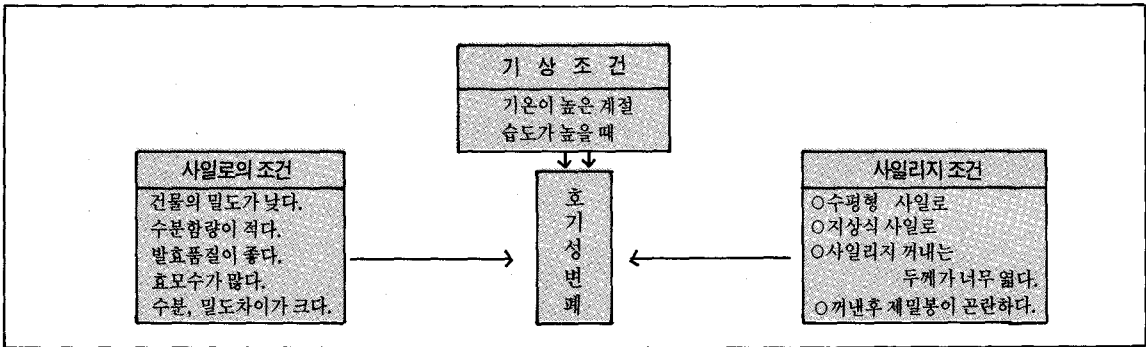 기 상 조 건
기온이 높은 계절
습도가 높을 때
사일로의 조건
건물의 밀도가 낮다.
수분함량이 적다.
발효품질이 좋다.
효모수가 많다.
수분, 밀도차이가 크다.
호
기
성
변
폐
사일리지 조건
○수평형 사일로
○지상식 사일로
○사일리지 꺼내는
두께가 너무 엷다.
○꺼낸후 재밀봉이 곤란하다.